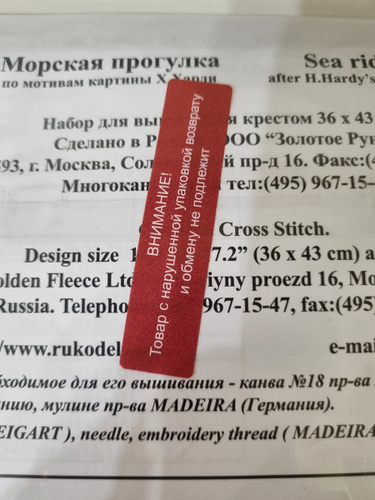 Морская прогулка
Sea rid
по мотивам картины Х.Харди
after H.Hardy's
Набор для вы я крестом 36 x 43
Сделано в Р ООО “Золотое Рун
593, г. Москва, Сол й пр-д 16. Факс:(4
Многокан тел:(495) 967-15-
ВНИМАНИЕ!
Товар с нарушенной упаковкой возврату
и обмену не подлежит
Cross Stitch.
Design size 1 7.2” (36 x 43 cm) a
olden Fleece Ltd iyny proezd 16, Mo
Russia. Telepho 967-15-47, fax:(495
/www.rukodel e-mai
бходимое для его вышивания - канва №18 пр-ва
нию, мулине пр-ва MADEIRA (Германия).
EIGART ), needle, embroidery thread ( MADEIRA